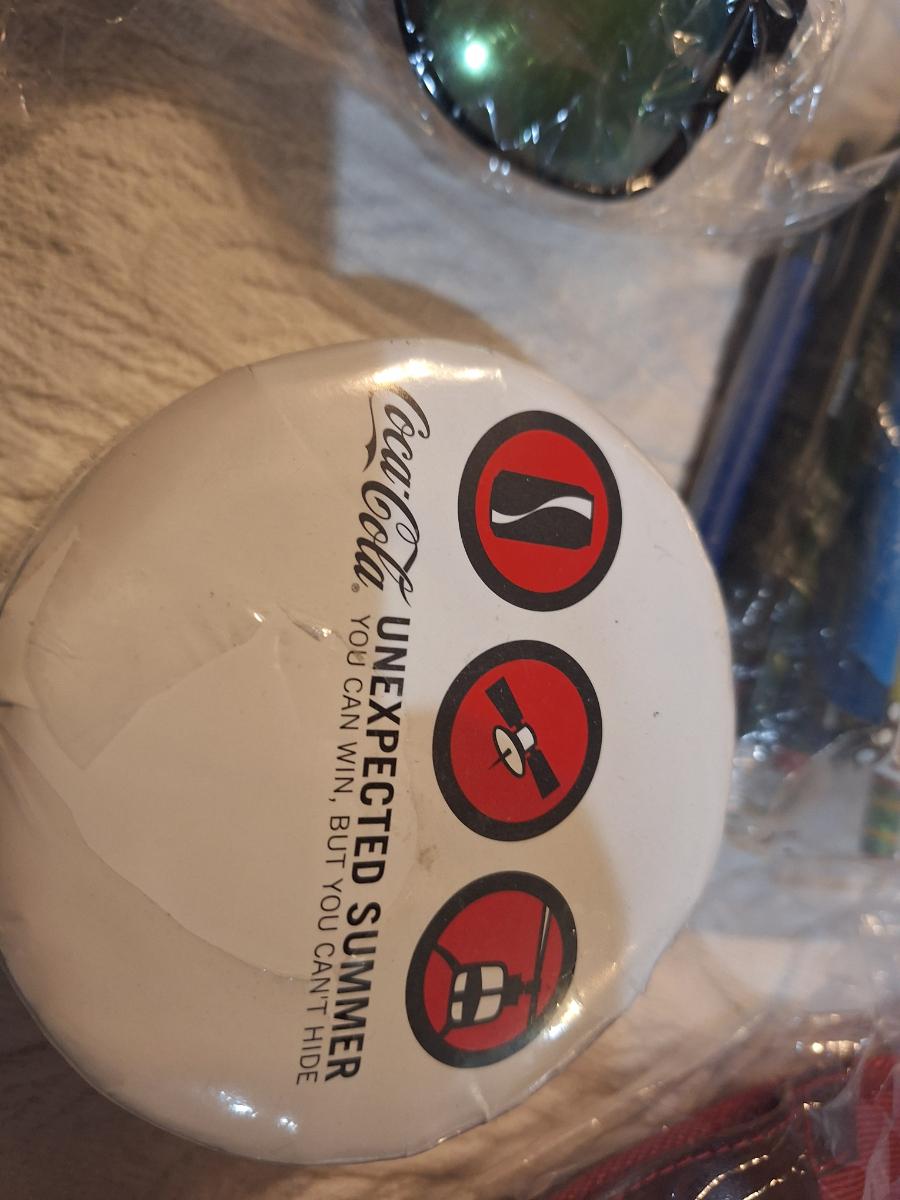 Coca-Cola® UNEXPECTED SUMMER
YOU CAN WIN, BUT YOU CAN'T HIDE